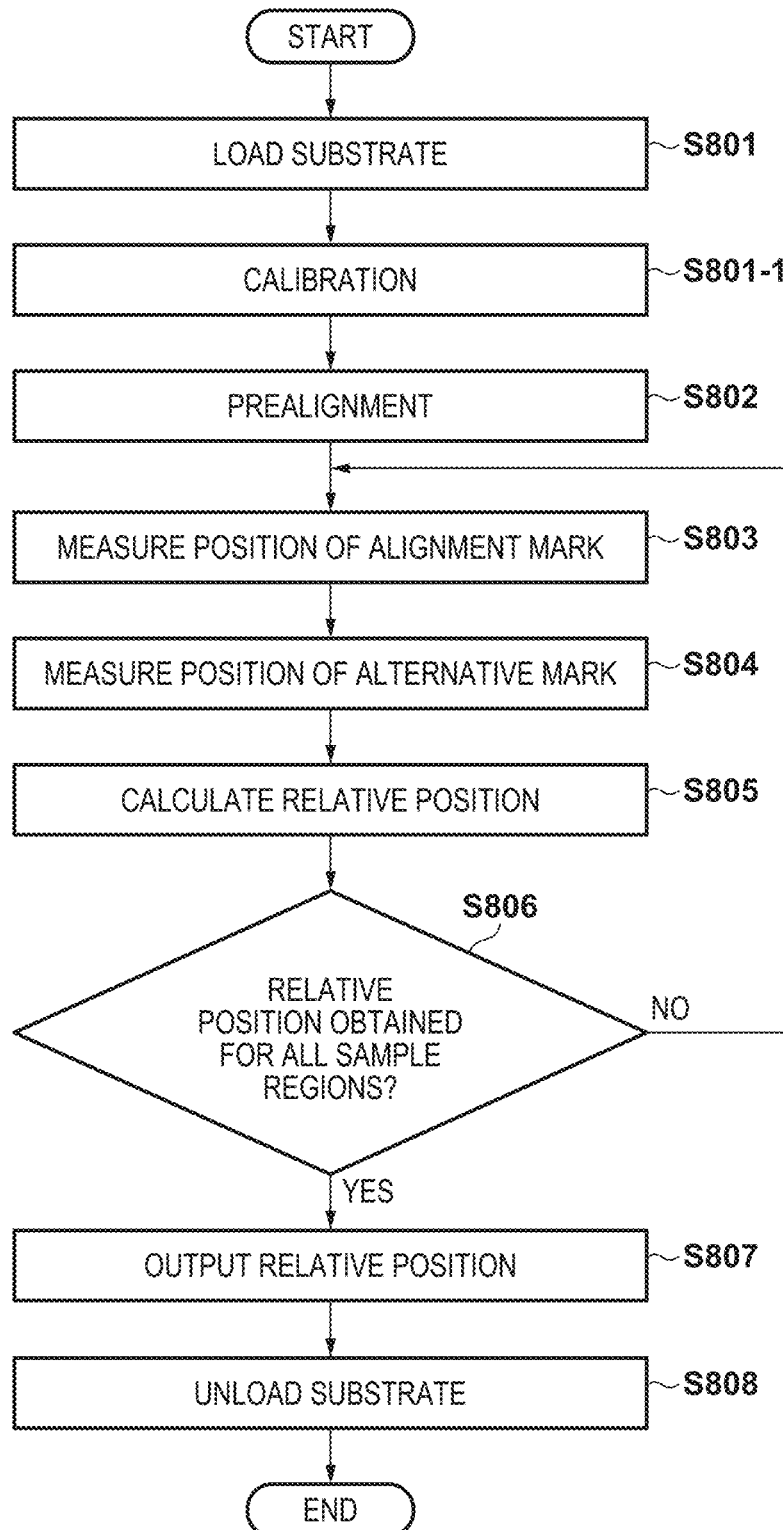 START
LOAD SUBSTRATE
S801
CALIBRATION
S801-1
PREALIGNMENT
S802
MEASURE POSITION OF ALIGNMENT MARK
S803
MEASURE POSITION OF ALTERNATIVE MARK
S804
CALCULATE RELATIVE POSITION
S805
S806
RELATIVE
POSITION OBTAINED
FOR ALL SAMPLE
REGIONS?
NO
YES
OUTPUT RELATIVE POSITION
S807
UNLOAD SUBSTRATE
S808
END